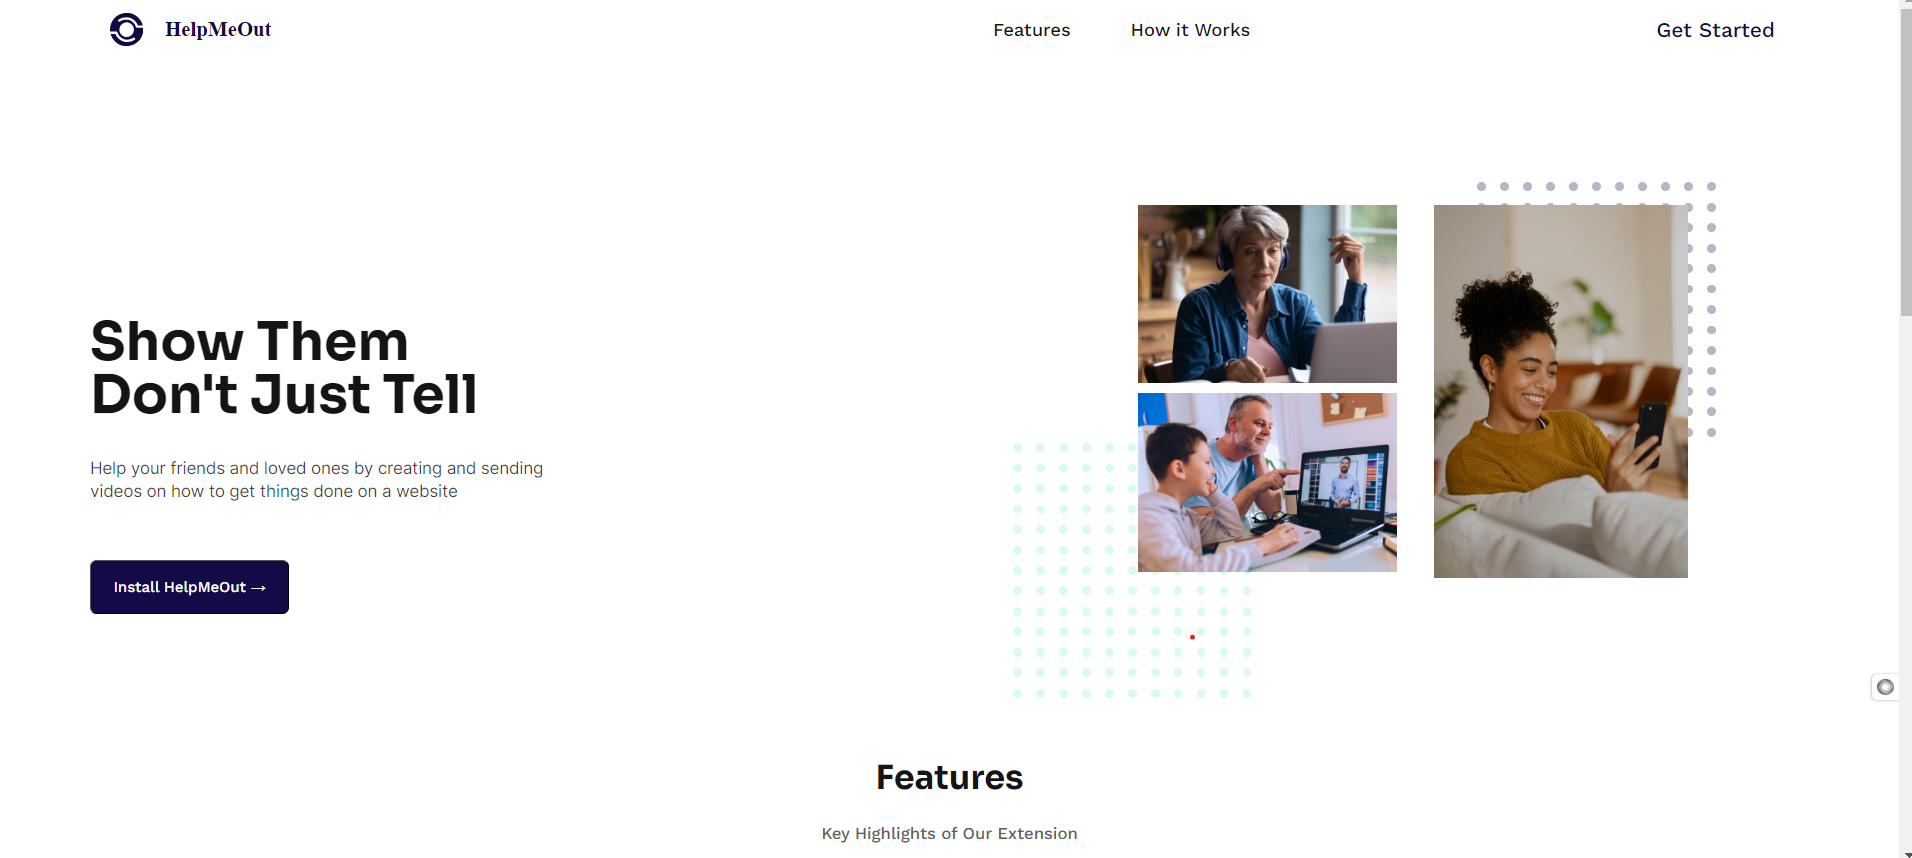 HelpMeOut
Features
How it Works
Get Started
Show Them
Don't Just Tell
Help your friends and loved ones by creating and sending
videos on how to get things done on a website
Install HelpMeOut →
Features
Key Highlights of Our Extension